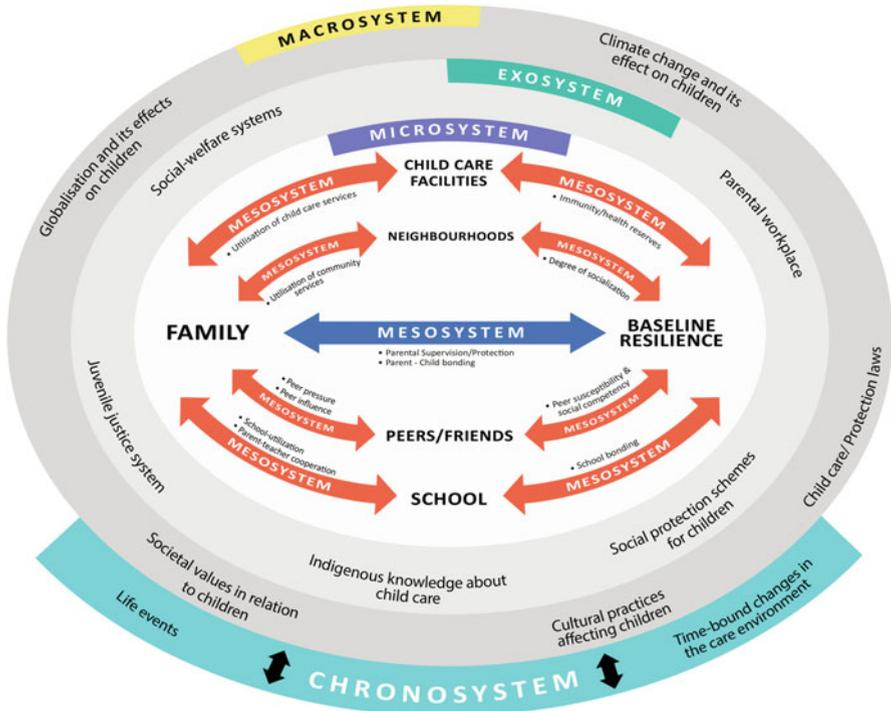 MACROSYSTEM
Climate change and its
effect on children
EXOSYSTEM
Globalisation and its effects
on children
Social-welfare systems
MICROSYSTEM
CHILD CARE
FACILITIES
MESOSYSTEM
• Utilisation of child care services
MESOSYSTEM
• Immunity/health reserves
Parental workplace
NEIGHBOURHOODS
MESOSYSTEM
• Utilisation of community
services
MESOSYSTEM
• Degree of socialization
FAMILY
MESOSYSTEM
• Parental Supervision/Protection
• Parent - Child bonding
BASELINE
RESILIENCE
• Peer pressure
• Peer influence
MESOSYSTEM
• Peer susceptibility &
social competency
MESOSYSTEM
PEERS/FRIENDS
• School-utilization
• Parent-teacher cooperation
MESOSYSTEM
• School bonding
MESOSYSTEM
SCHOOL
Juvenile justice system
Child care/ Protection laws
Indigenous knowledge about
child care
Social protection schemes
for children
Societal values in relation
to children
Cultural practices
affecting children
Life events
Time-bound changes in
the care environment
CHRONOSYSTEM